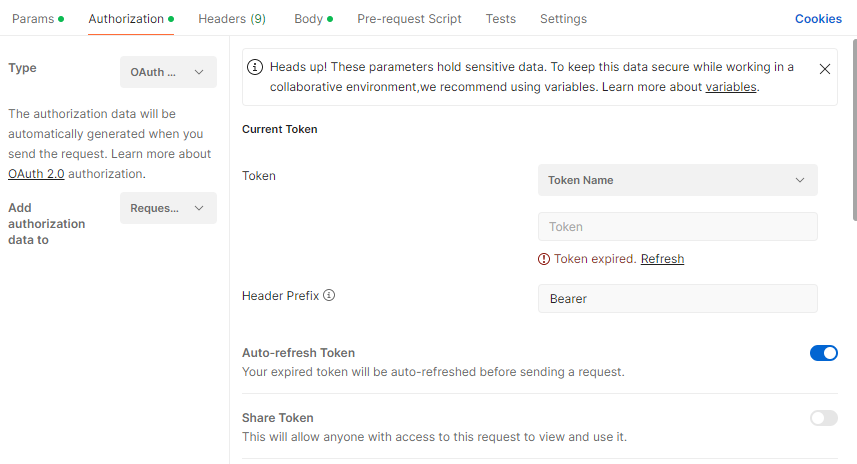 Params Authorization Headers (9) Body Pre-request Script Tests Settings Cookies
Type OAuth ...
The authorization data will be
automatically generated when you
send the request. Learn more about
OAuth 2.0 authorization.
Add
authorization
data to
Reques...
Heads up! These parameters hold sensitive data. To keep this data secure while working in a
collaborative environment,we recommend using variables. Learn more about variables.
Current Token
Token Token Name
Token
Token expired. Refresh
Header Prefix Bearer
Auto-refresh Token
Your expired token will be auto-refreshed before sending a request.
Share Token
This will allow anyone with access to this request to view and use it.